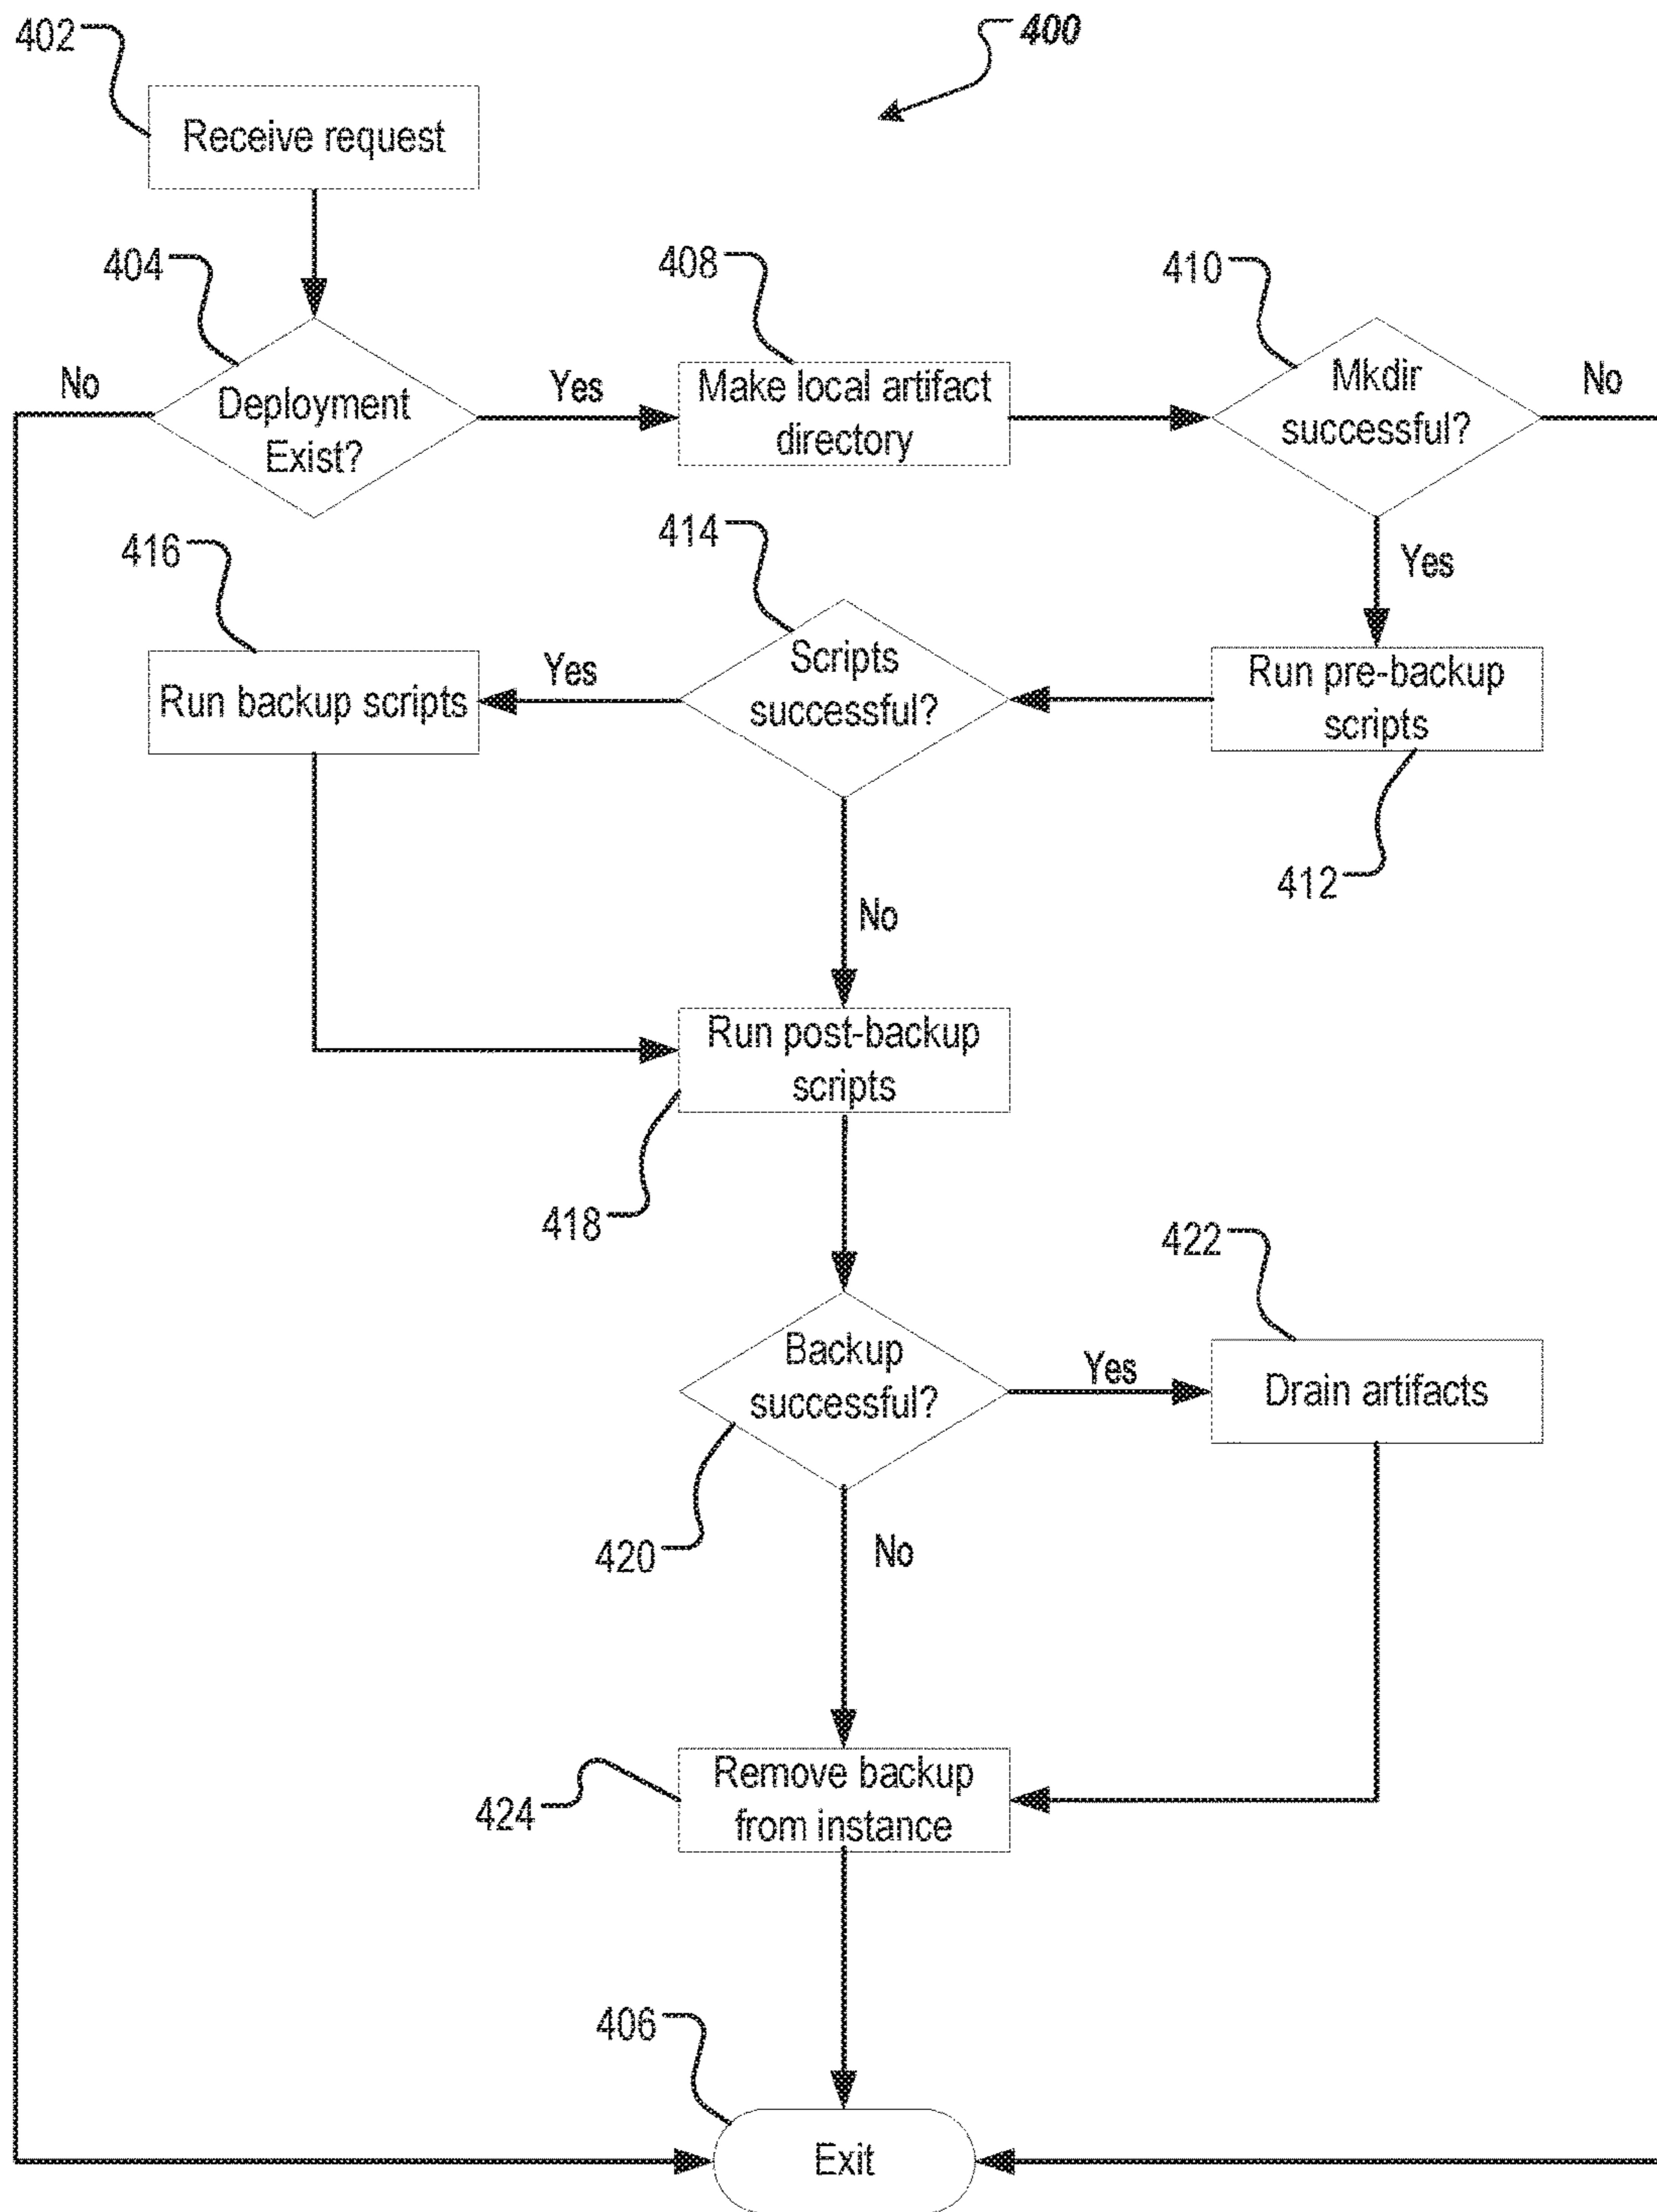 402
400
Receive request
404
408
410
No
Deployment
Exist?
Yes
Make local artifact
directory
Mkdir
successful?
No
416
414
Yes
Run backup scripts
Yes
Scripts
successful?
Run pre-backup
scripts
412
No
Run post-backup
scripts
418
422
Backup
successful?
Yes
Drain artifacts
420
No
424
Remove backup
from instance
406
Exit